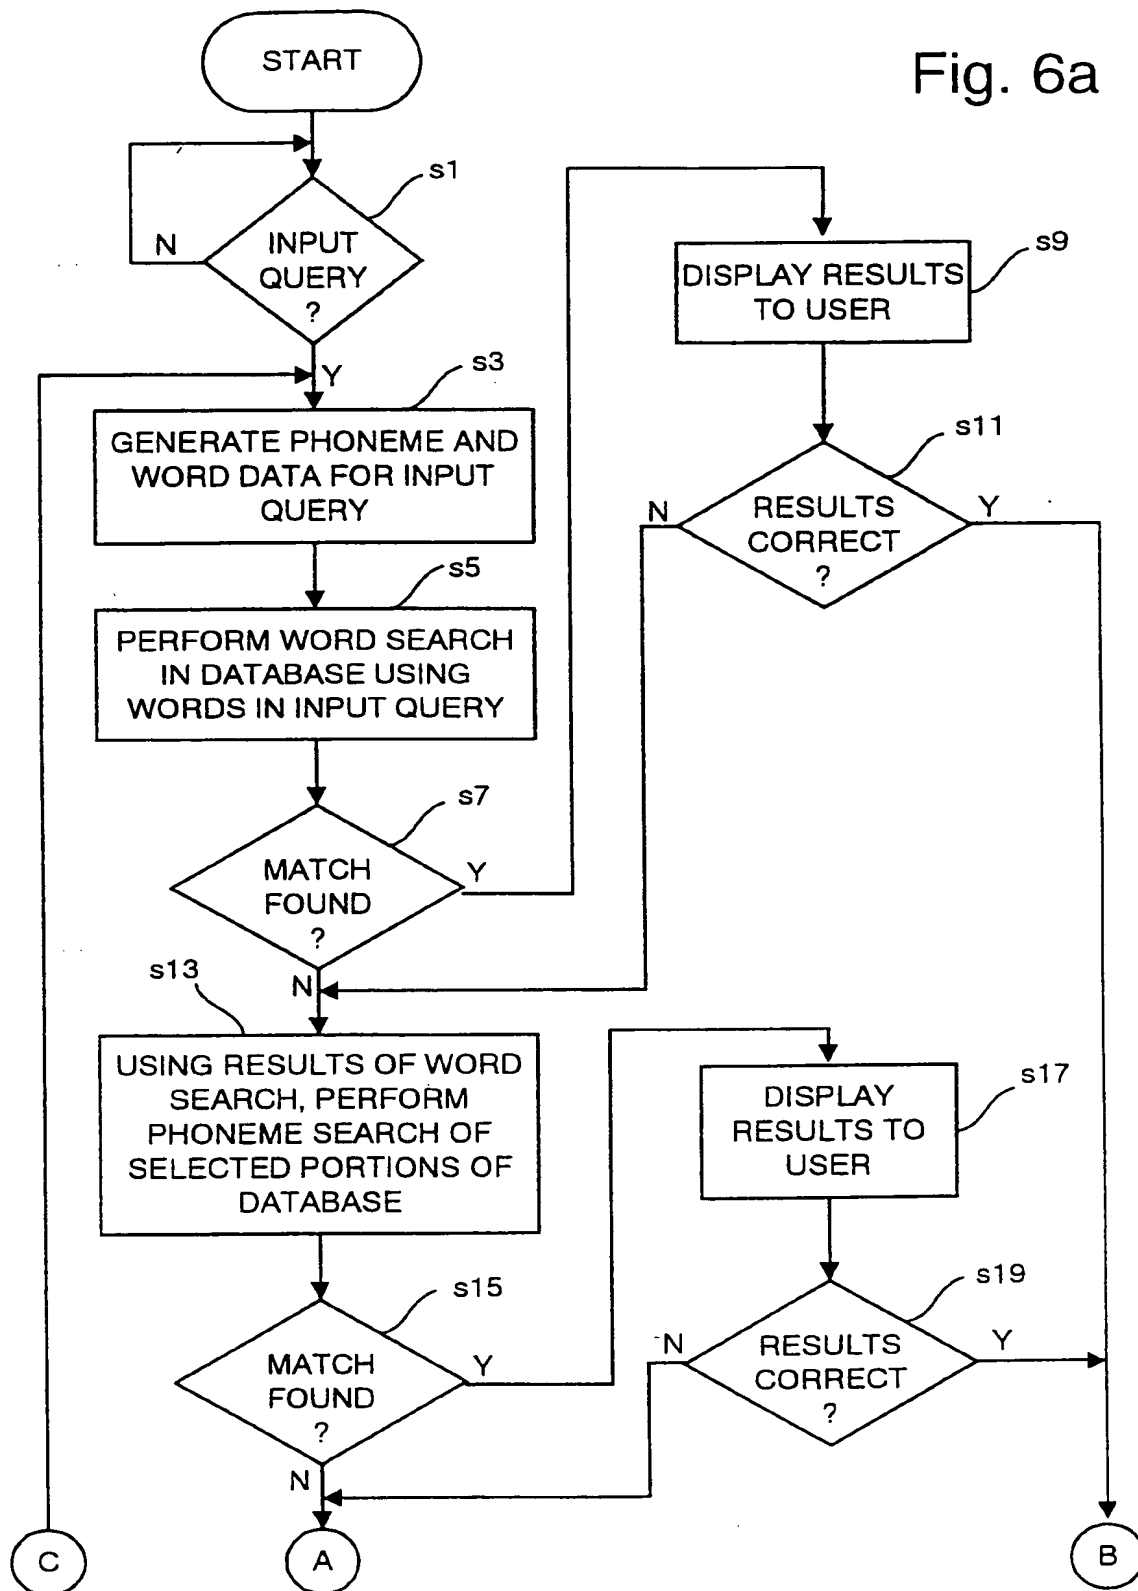 Fig. 6a
START
s1
N
INPUT
QUERY
?
Y
s3
GENERATE PHONEME AND
WORD DATA FOR INPUT
QUERY
s5
PERFORM WORD SEARCH
IN DATABASE USING
WORDS IN INPUT QUERY
s7
MATCH
FOUND
?
Y
N
s9
DISPLAY RESULTS
TO USER
s11
N
RESULTS
CORRECT
?
Y
s13
USING RESULTS OF WORD
SEARCH, PERFORM
PHONEME SEARCH OF
SELECTED PORTIONS OF
DATABASE
s15
MATCH
FOUND
?
Y
N
s17
DISPLAY
RESULTS TO
USER
s19
N
RESULTS
CORRECT
?
Y
C
A
B